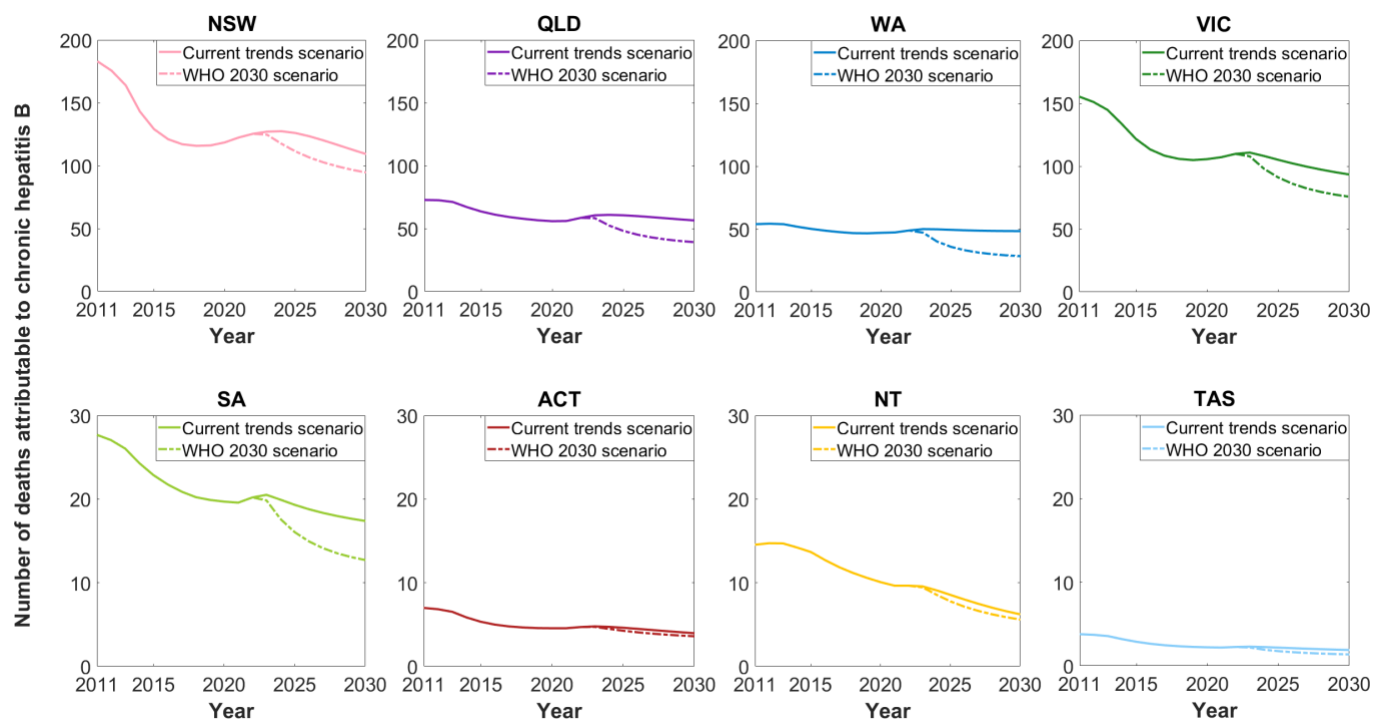 Number of deaths attributable to chronic hepatitis B
NSW
Current trends scenario
WHO 2030 scenario
200
150
100
50
0
2011 2015 2020 2025 2030
Year
QLD
Current trends scenario
WHO 2030 scenario
200
150
100
50
0
2011 2015 2020 2025 2030
Year
WA
Current trends scenario
WHO 2030 scenario
200
150
100
50
0
2011 2015 2020 2025 2030
Year
VIC
Current trends scenario
WHO 2030 scenario
200
150
100
50
0
2011 2015 2020 2025 2030
Year
SA
Current trends scenario
WHO 2030 scenario
30
20
10
0
2011 2015 2020 2025 2030
Year
ACT
Current trends scenario
WHO 2030 scenario
30
20
10
0
2011 2015 2020 2025 2030
Year
NT
Current trends scenario
WHO 2030 scenario
30
20
10
0
2011 2015 2020 2025 2030
Year
TAS
Current trends scenario
WHO 2030 scenario
30
20
10
0
2011 2015 2020 2025 2030
Year